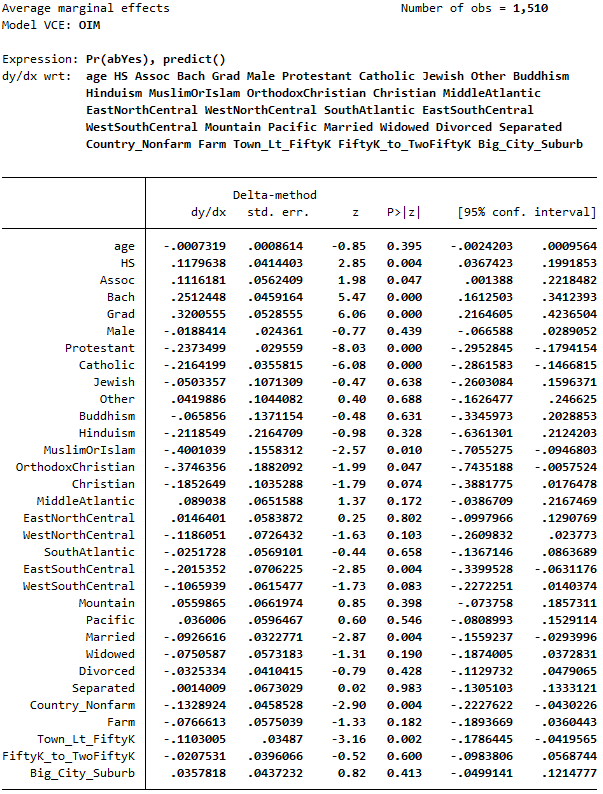 Average marginal effects Number of obs = 1,510
Model VCE: OIM
Expression: Pr(abYes), predict()
dy/dx wrt: age HS Assoc Bach Grad Male Protestant Catholic Jewish Other Buddhism
Hinduism MuslimOrIslam OrthodoxChristian Christian MiddleAtlantic
EastNorthCentral WestNorthCentral SouthAtlantic EastSouthCentral
WestSouthCentral Mountain Pacific Married Widowed Divorced Separated
Country_Nonfarm Farm Town_Lt_FiftyK FiftyK_to_TwoFiftyK Big_City_Suburb
Delta-method
dy/dx std. err. z P>|z| [95% conf. interval]
age -.0007319 .0008614 -0.85 0.395 -.0024203 .0009564
HS .1179638 .0414403 2.85 0.004 .0367423 .1991853
Assoc .1116181 .0562409 1.98 0.047 .001388 .2218482
Bach .2512448 .0459164 5.47 0.000 .1612503 .3412393
Grad .3200555 .0528555 6.06 0.000 .2164605 .4236504
Male -.0188414 .024361 -0.77 0.439 -.066588 .0289052
Protestant -.2373499 .029559 -8.03 0.000 -.2952845 -.1794154
Catholic -.2164199 .0355815 -6.08 0.000 -.2861583 -.1466815
Jewish -.0503357 .1071309 -0.47 0.638 -.2603084 .1596371
Other .0419886 .1044082 0.40 0.688 -.1626477 .246625
Buddhism -.065856 .1371154 -0.48 0.631 -.3345973 .2028853
Hinduism -.2118549 .2164709 -0.98 0.328 -.6361301 .2124203
MuslimOrIslam -.4001039 .1558312 -2.57 0.010 -.7055275 -.0946803
OrthodoxChristian -.3746356 .1882092 -1.99 0.047 -.7435188 -.0057524
Christian -.1852649 .1035288 -1.79 0.074 -.3881775 .0176478
MiddleAtlantic .089038 .0651588 1.37 0.172 -.0386709 .2167469
EastNorthCentral .0146401 .0583872 0.25 0.802 -.0997966 .1290769
WestNorthCentral -.1186051 .0726432 -1.63 0.103 -.2609832 .023773
SouthAtlantic -.0251728 .0569101 -0.44 0.658 -.1367146 .0863689
EastSouthCentral -.2015352 .0706225 -2.85 0.004 -.3399528 -.0631176
WestSouthCentral -.1065939 .0615477 -1.73 0.083 -.2272251 .0140374
Mountain .0559865 .0661974 0.85 0.398 -.073758 .1857311
Pacific .036006 .0596467 0.60 0.546 -.0808993 .1529114
Married -.0926616 .0322771 -2.87 0.004 -.1559237 -.0293996
Widowed -.0750587 .0573183 -1.31 0.190 -.1874005 .0372831
Divorced -.0325334 .0410415 -0.79 0.428 -.1129732 .0479065
Separated .0014009 .0673029 0.02 0.983 -.1305103 .1333121
Country_Nonfarm -.1328924 .0458528 -2.90 0.004 -.2227622 -.0430226
Farm -.0766613 .0575039 -1.33 0.182 -.1893669 .0360443
Town_Lt_FiftyK -.1103005 .03487 -3.16 0.002 -.1786445 -.0419565
FiftyK_to_TwoFiftyK -.0207531 .0396066 -0.52 0.600 -.0983806 .0568744
Big_City_Suburb .0357818 .0437232 0.82 0.413 -.0499141 .1214777